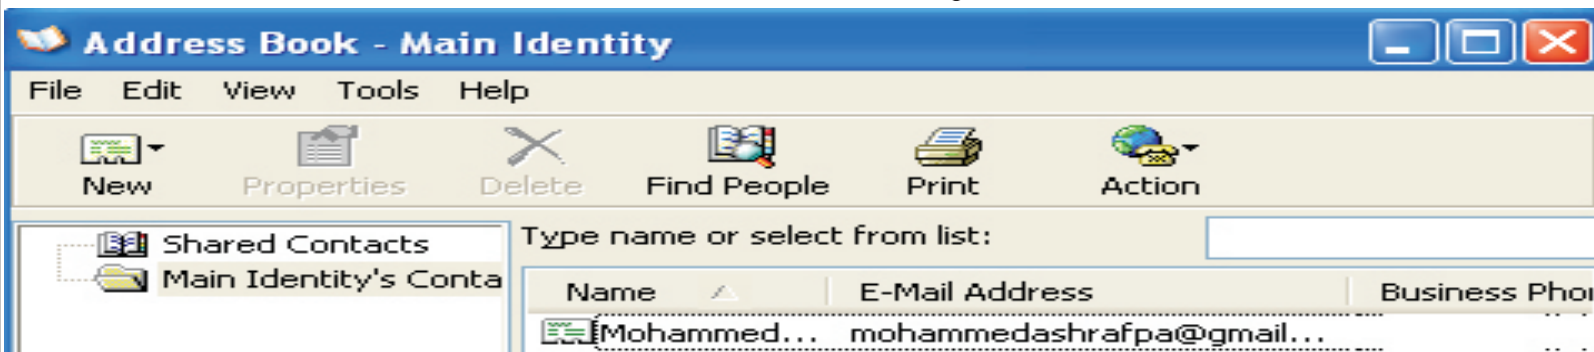 Address Book - Main Identity
File Edit View Tools Help
New Properties Delete Find People Print Action
Shared Contacts
Main Identity's Conta
Type name or select from list:
Name E-Mail Address Business Pho
Mohammed... mohammedashrafpa@gmail...